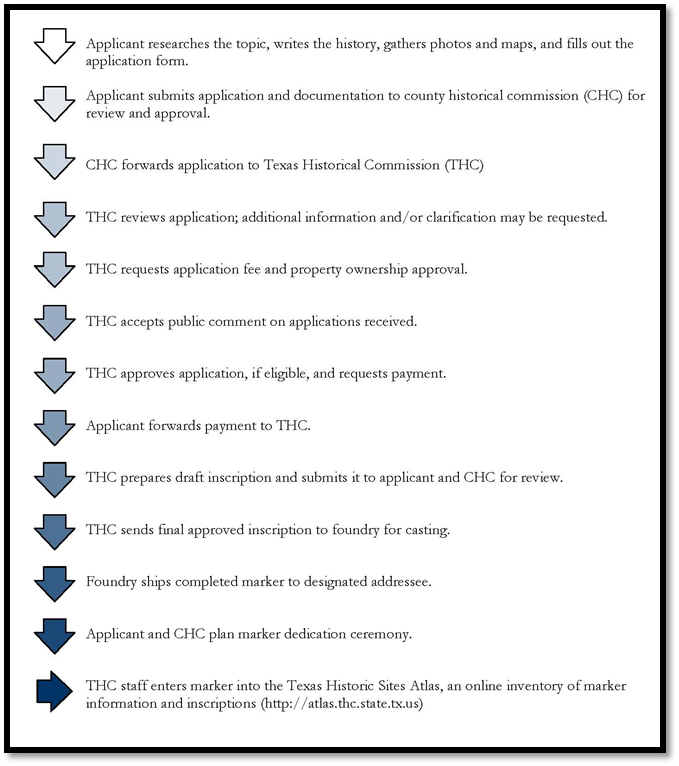 Applicant researches the topic, writes the history, gathers photos and maps, and fills out the
application form.
Applicant submits application and documentation to county historical commission (CHC) for
review and approval.
CHC forwards application to Texas Historical Commission (THC)
THC reviews application; additional information and/or clarification may be requested.
THC requests application fee and property ownership approval.
THC accepts public comment on applications received.
THC approves application, if eligible, and requests payment.
Applicant forwards payment to THC.
THC prepares draft inscription and submits it to applicant and CHC for review.
THC sends final approved inscription to foundry for casting.
Foundry ships completed marker to designated addressee.
Applicant and CHC plan marker dedication ceremony.
THC staff enters marker into the Texas Historic Sites Atlas, an online inventory of marker
information and inscriptions (http://atlas.thc.state.tx.us)